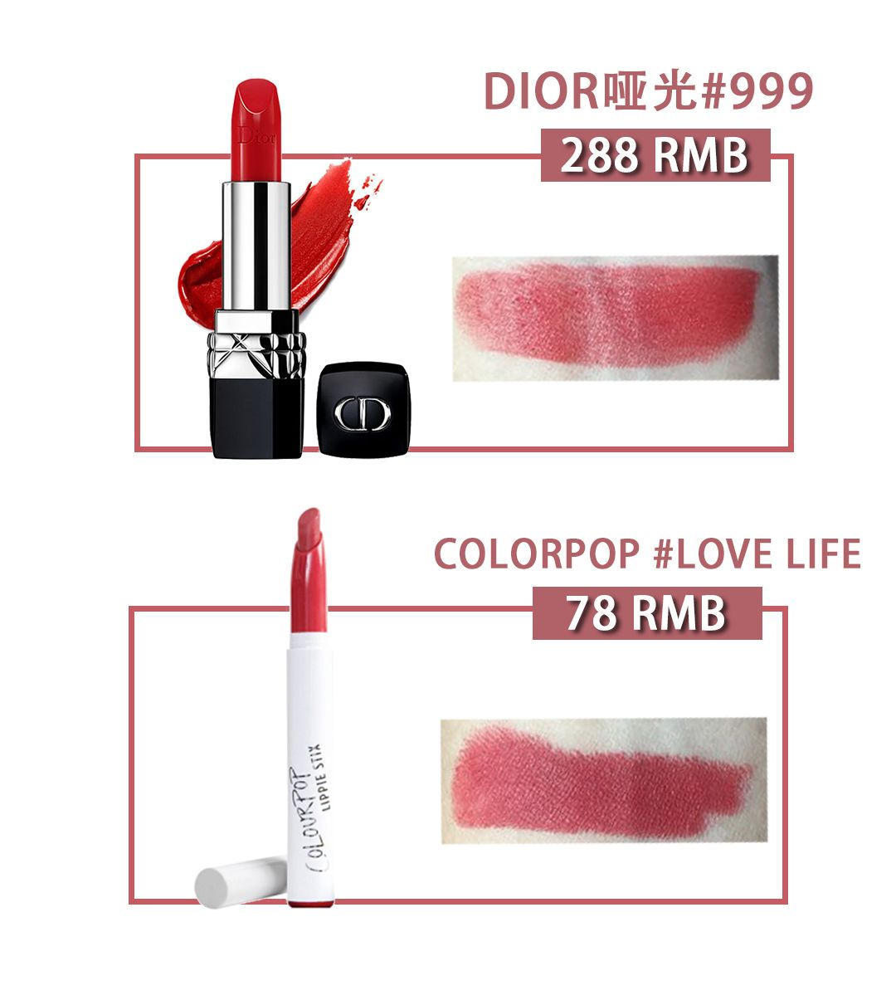 DIOR哑光#999
288 RMB
Dior
CD
COLORPOP #LOVE LIFE
78 RMB
COLOURPOP
LIPPIE STIX